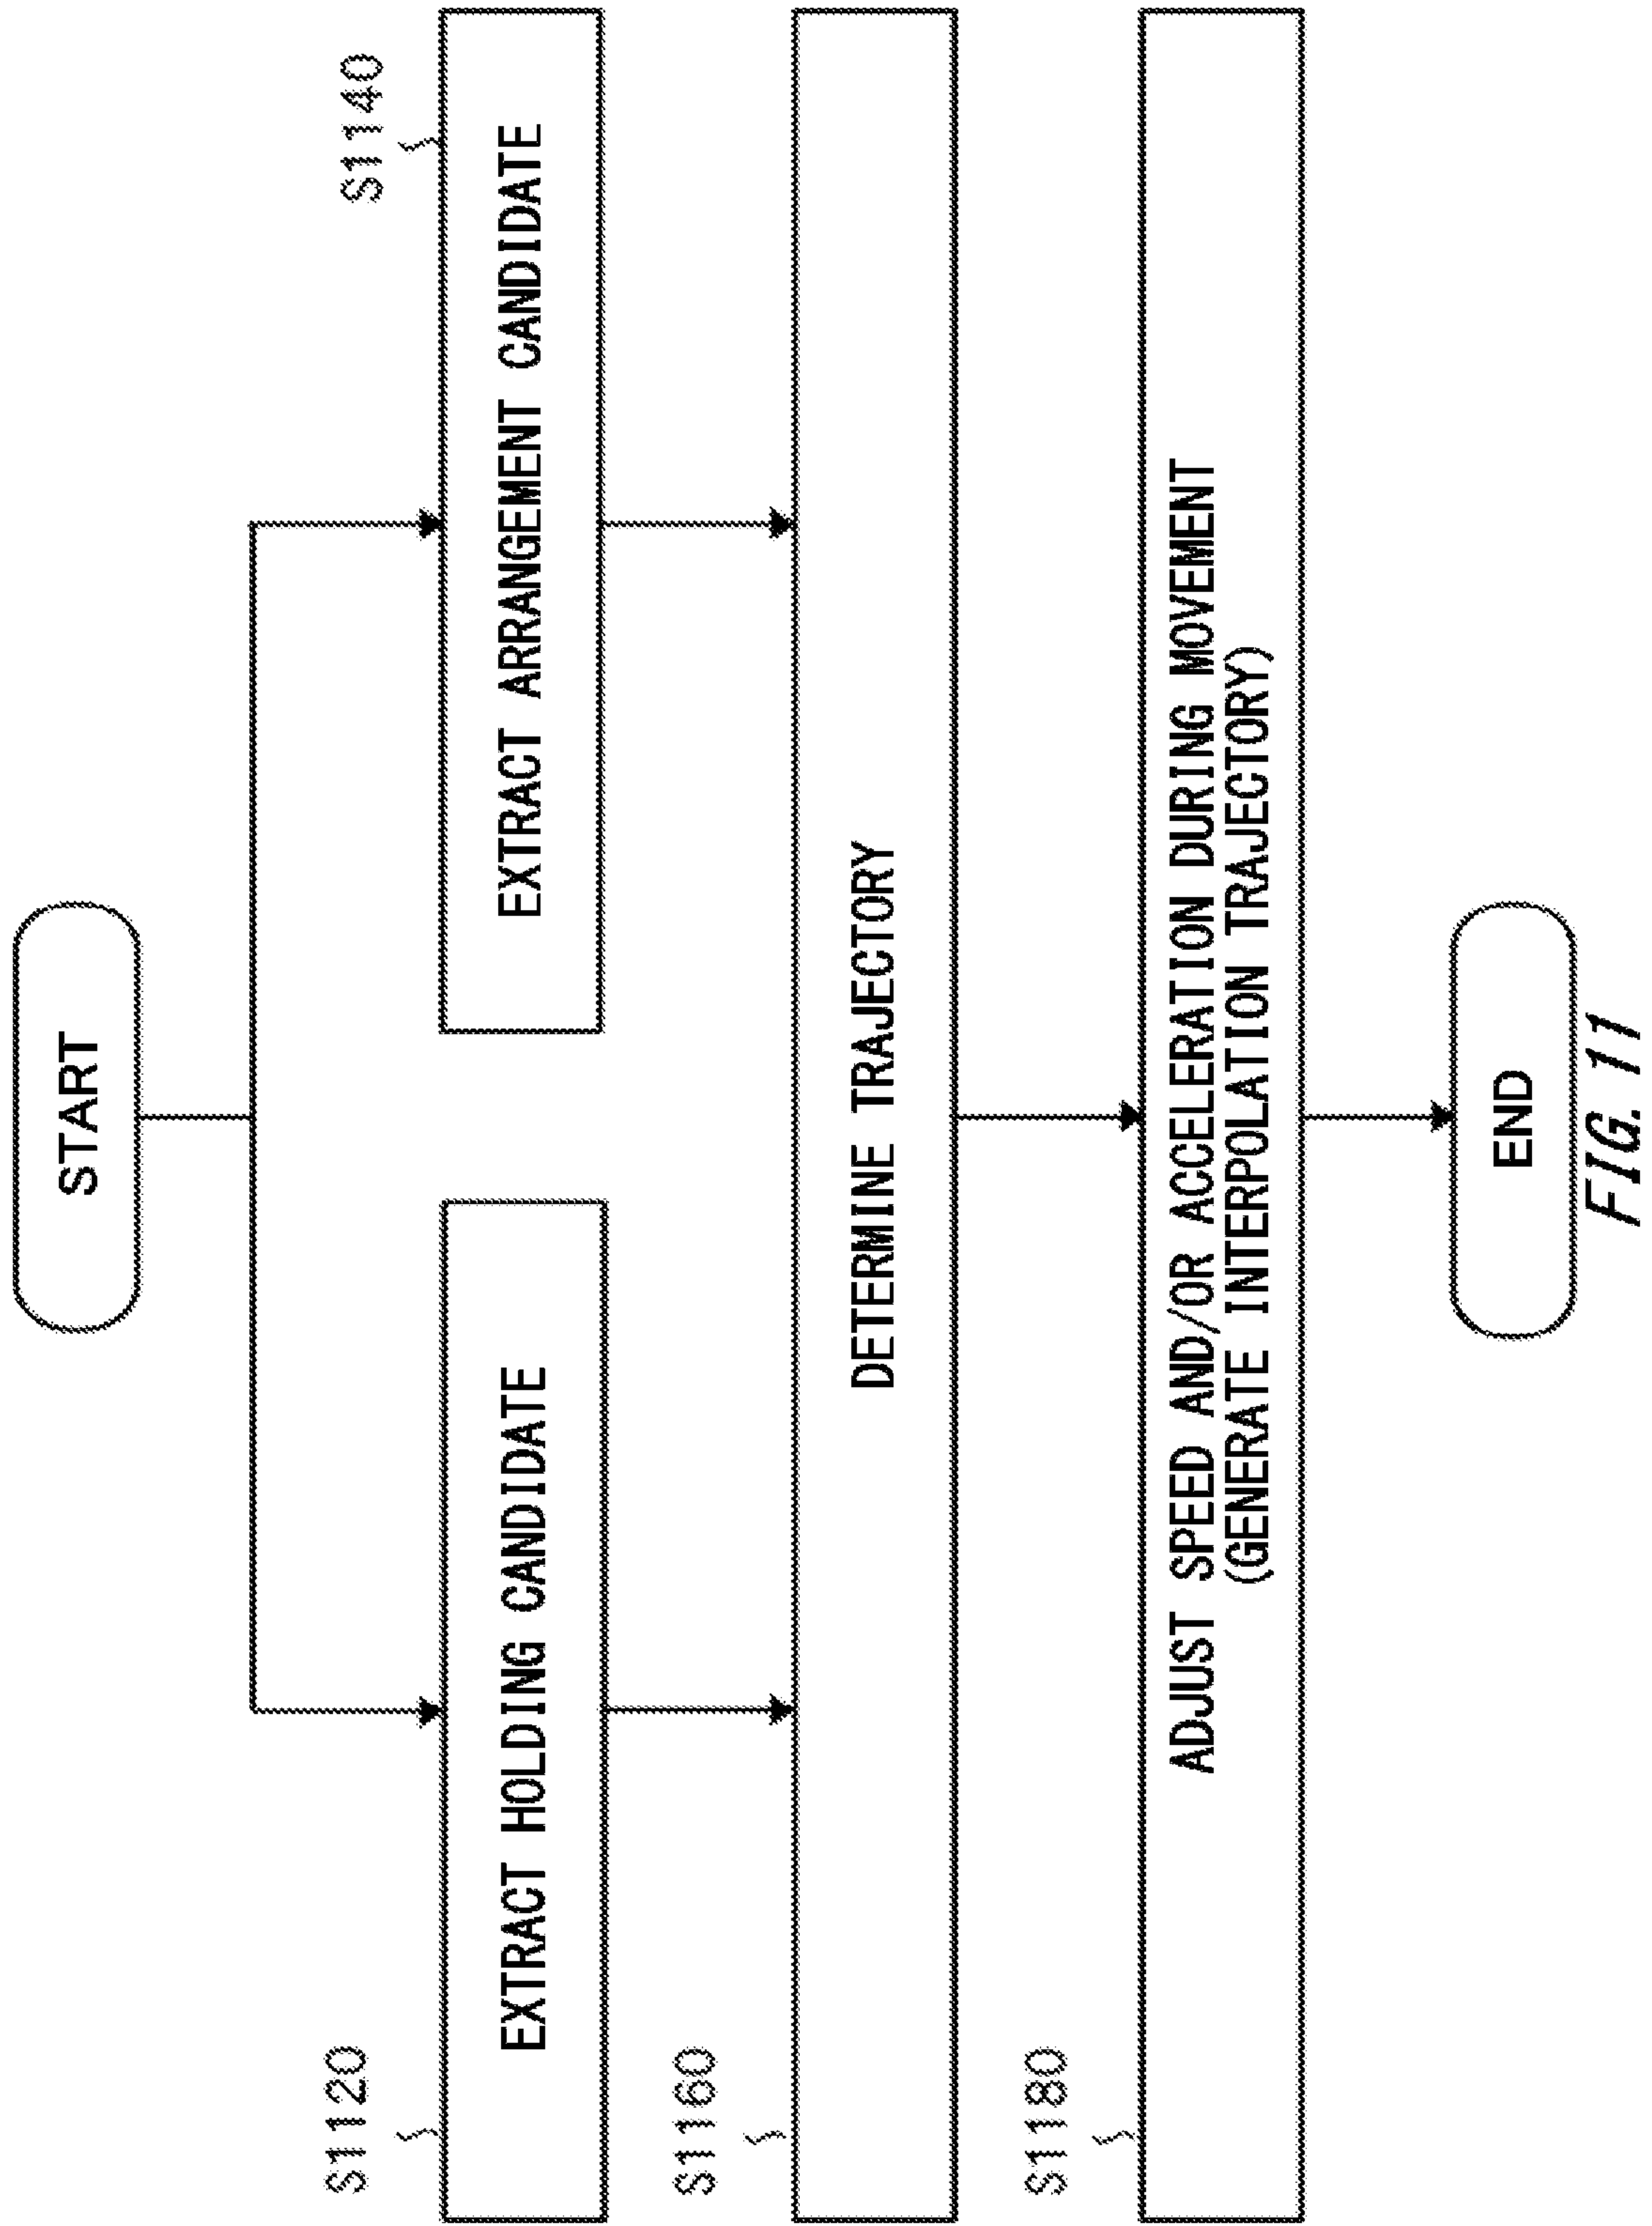 START
S1120
EXTRACT HOLDING CANDIDATE
S1140
EXTRACT ARRANGEMENT CANDIDATE
S1160
DETERMINE TRAJECTORY
S1180
ADJUST SPEED AND/OR ACCELERATION DURING MOVEMENT
(GENERATE INTERPOLATION TRAJECTORY)
END
FIG. 11